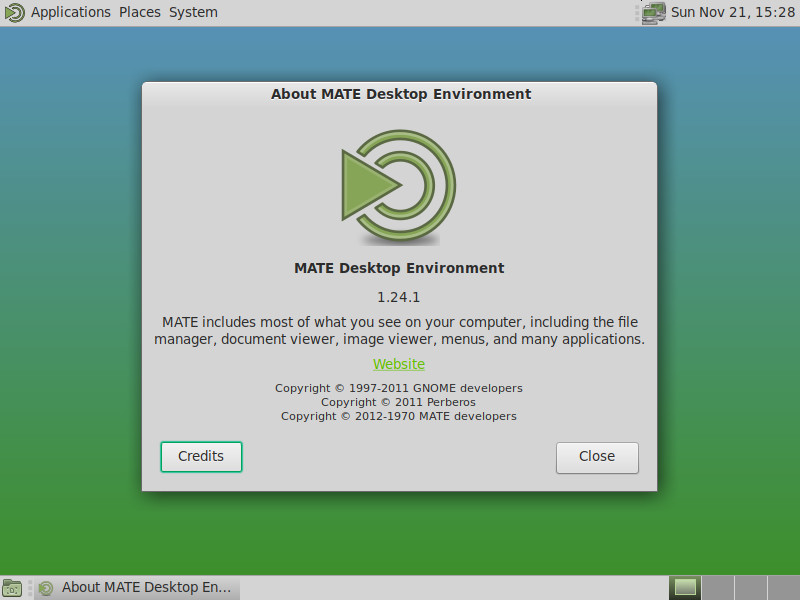 Applications Places System
Sun Nov 21, 15:28
About MATE Desktop Environment
MATE Desktop Environment
1.24.1
MATE includes most of what you see on your computer, including the file
manager, document viewer, image viewer, menus, and many applications.
Website
Copyright © 1997-2011 GNOME developers
Copyright © 2011 Perberos
Copyright © 2012-1970 MATE developers
Credits
Close
About MATE Desktop En...